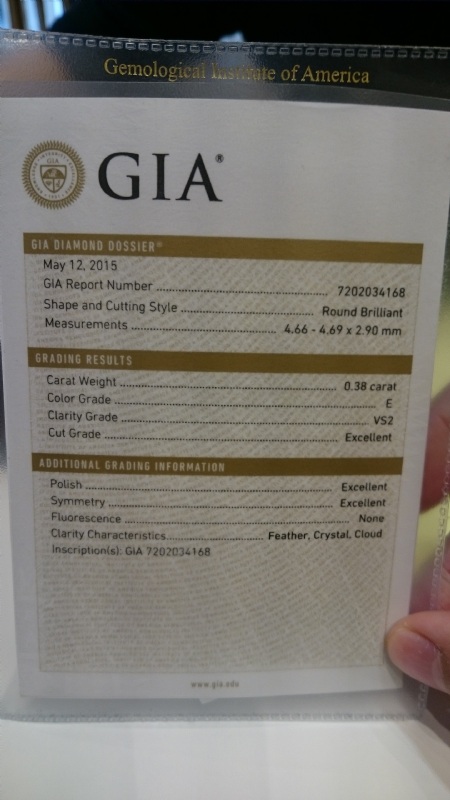 Gemological Institute of America
GIA®
GIA DIAMOND DOSSIER®
May 12, 2015
GIA Report Number ........ 7202034168
Shape and Cutting Style ........ Round Brilliant
Measurements ........ 4.66 - 4.69 x 2.90 mm
GRADING RESULTS
Carat Weight ........ 0.38 carat
Color Grade ........ E
Clarity Grade ........ VS2
Cut Grade ........ Excellent
ADDITIONAL GRADING INFORMATION
Polish ........ Excellent
Symmetry ........ Excellent
Fluorescence ........ None
Clarity Characteristics ........ Feather, Crystal, Cloud
Inscription(s): GIA 7202034168
www.gia.edu